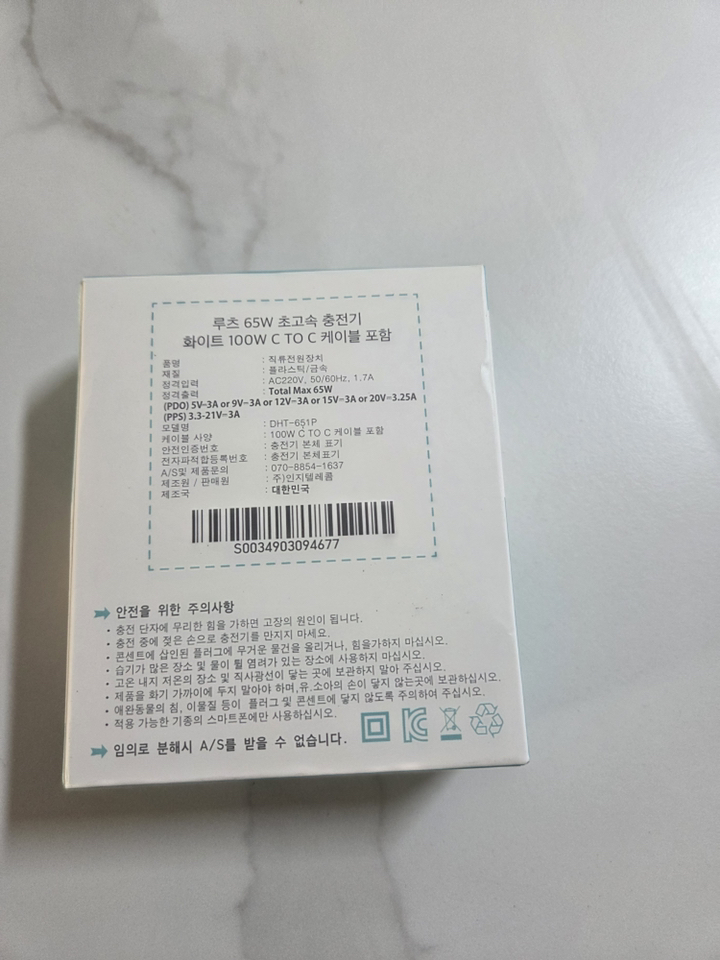 루츠 65W 초고속 충전기
화이트 100W C TO C 케이블 포함
품명 : 직류전원장치
재질 : 플라스틱/금속
정격입력 : AC220V, 50/60Hz, 1.7A
정격출력 : Total Max 65W
(PDO) 5V=3A or 9V=3A or 12V=3A or 15V=3A or 20V=3.25A
(PPS) 3.3-21V=3A
모델명 : DHT-651P
케이블 사양 : 100W C TO C 케이블 포함
안전인증번호 : 충전기 본체 표기
전자파적합등록번호 : 충전기 본체표기
A/S및 제품문의 : 070-8854-1637
제조원 / 판매원 : 주)인지텔레콤
제조국 : 대한민국
S0034903094677
안전을 위한 주의사항
• 충전 단자에 무리한 힘을 가하면 고장의 원인이 됩니다.
• 충전 중에 젖은 손으로 충전기를 만지지 마세요.
• 콘센트에 삽인된 플러그에 무거운 물건을 올리거나, 힘을가하지 마십시오.
• 습기가 많은 장소 및 물이 튈 염려가 있는 장소에 사용하지 마십시오.
• 고온 내지 저온의 장소 및 직사광선이 닿는 곳에 보관하지 말아 주십시오.
• 제품을 화기 가까이에 두지 말아야 하며,유.소아의 손이 닿지 않는곳에 보관하십시오.
• 애완동물의 침, 이물질 등이 플러그 및 콘센트에 닿지 않도록 주의하여 주십시오.
• 적용 가능한 기종의 스마트폰에만 사용하십시오.
임의로 분해시 A/S를 받을 수 없습니다.